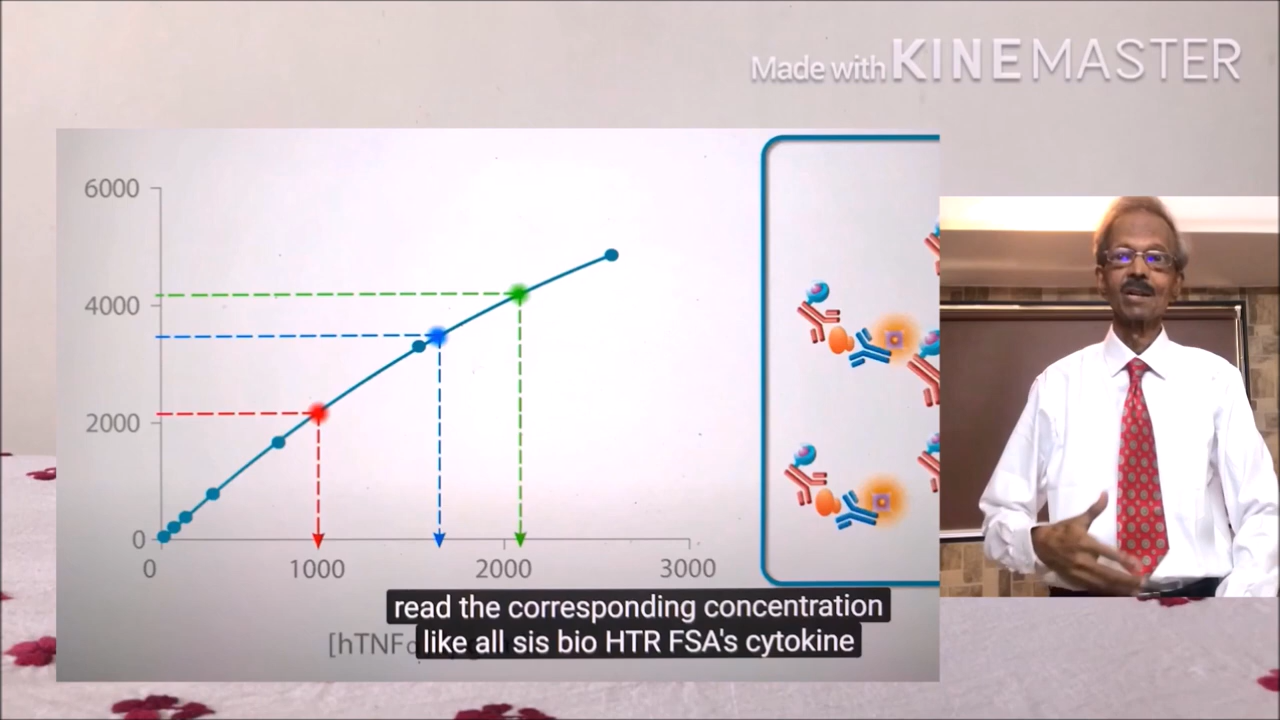 Made with KINEMASTER
6000
4000
2000
0
0 1000 2000 3000
[hTNF
read the corresponding concentration
like all sis bio HTR FSA's cytokine